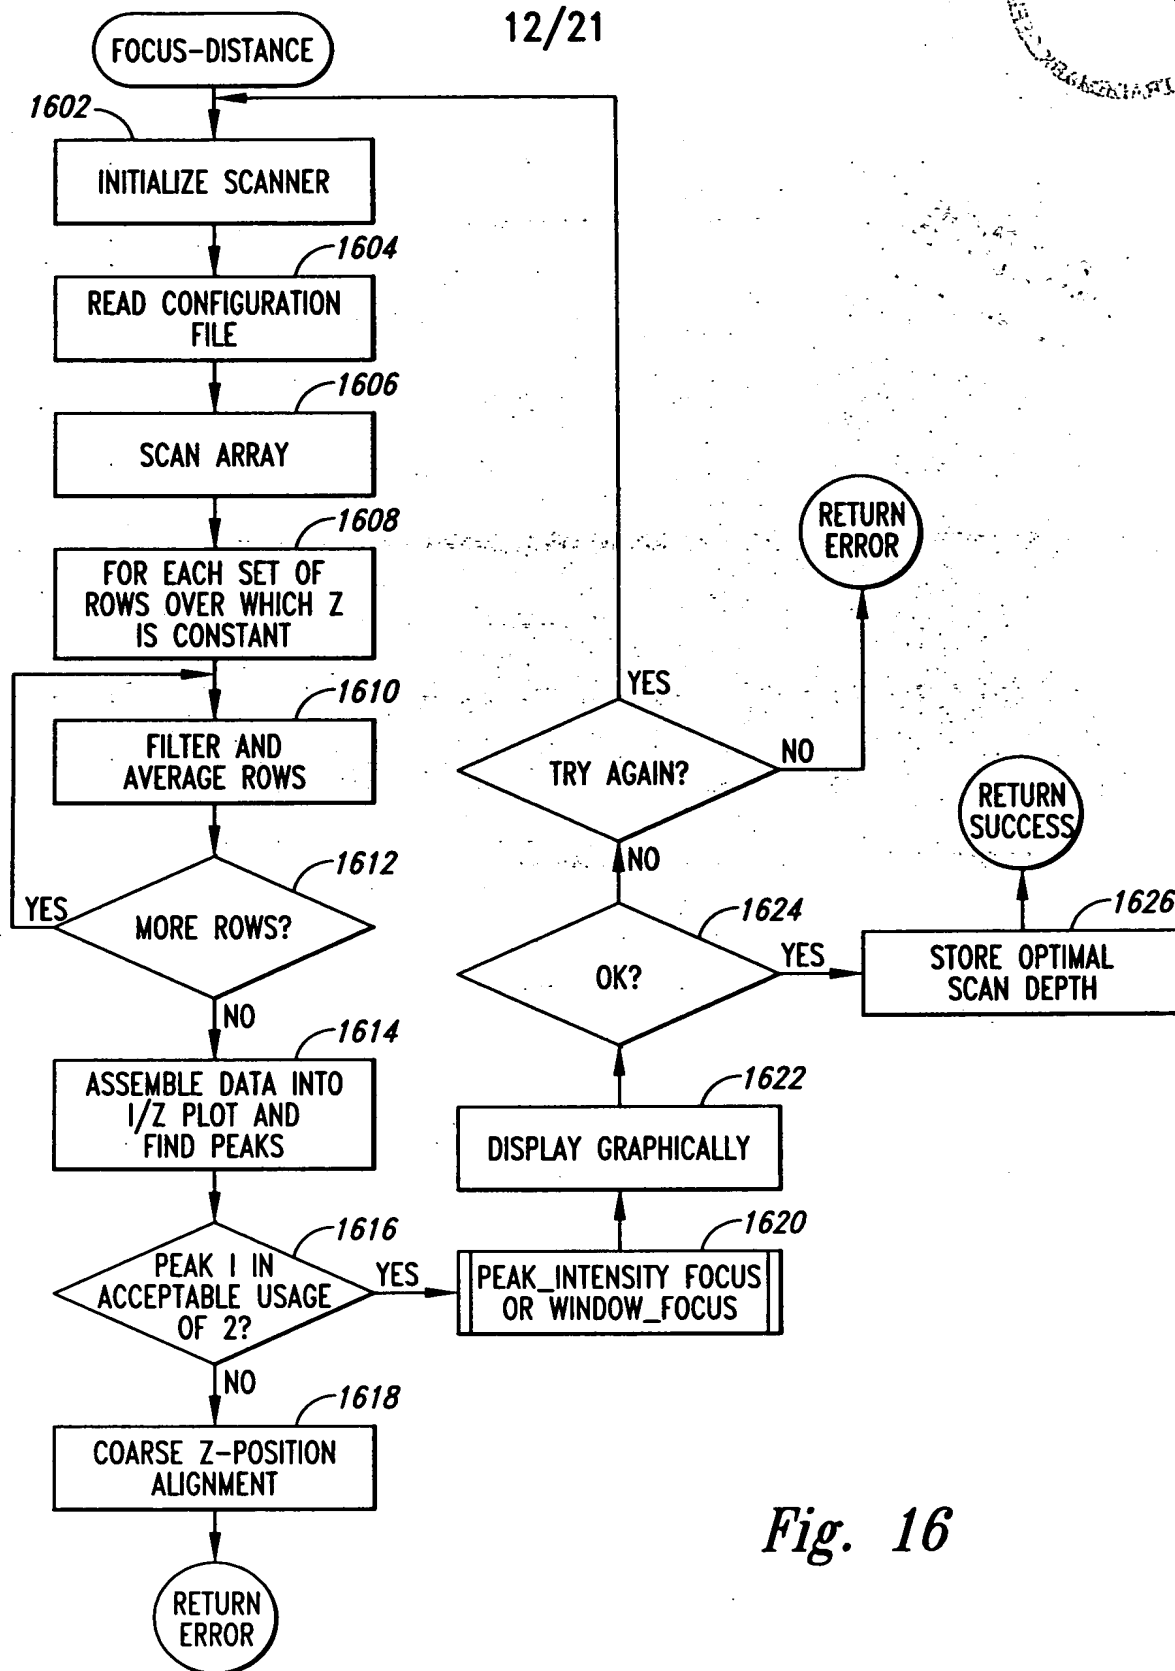 12/21
FOCUS-DISTANCE
1602
INITIALIZE SCANNER
1604
READ CONFIGURATION
FILE
1606
SCAN ARRAY
1608
FOR EACH SET OF
ROWS OVER WHICH Z
IS CONSTANT
1610
FILTER AND
AVERAGE ROWS
1612
MORE ROWS?
YES
NO
1614
ASSEMBLE DATA INTO
I/Z PLOT AND
FIND PEAKS
1616
PEAK I IN
ACCEPTABLE USAGE
OF 2?
YES
NO
1618
COARSE Z-POSITION
ALIGNMENT
RETURN
ERROR
1620
PEAK_INTENSITY FOCUS
OR WINDOW_FOCUS
1622
DISPLAY GRAPHICALLY
1624
OK?
YES
NO
1626
STORE OPTIMAL
SCAN DEPTH
RETURN
SUCCESS
TRY AGAIN?
YES
NO
RETURN
ERROR
Fig. 16